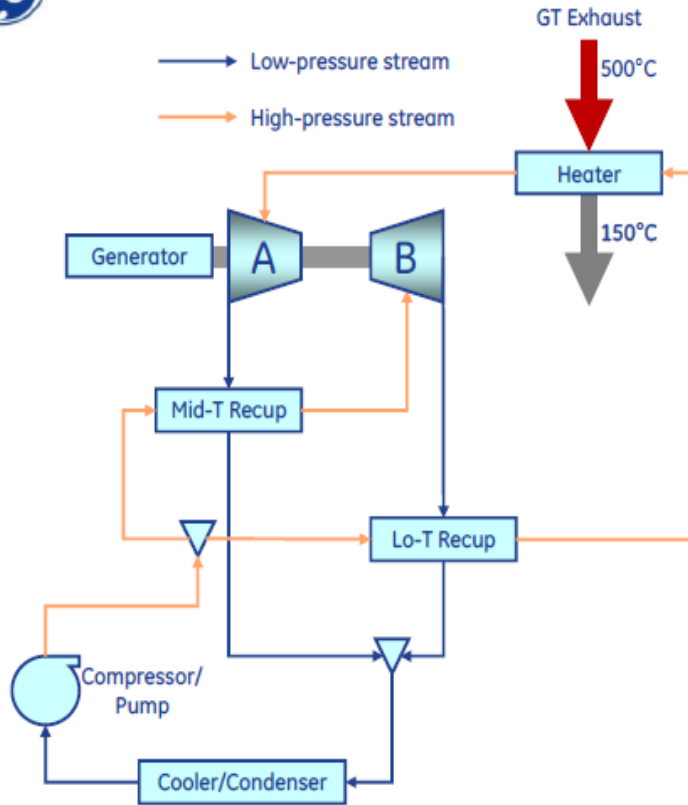 GT Exhaust
Low-pressure stream
500°C
High-pressure stream
Heater
Generator
A
B
150°C
Mid-T Recup
Lo-T Recup
Compressor/
Pump
Cooler/Condenser